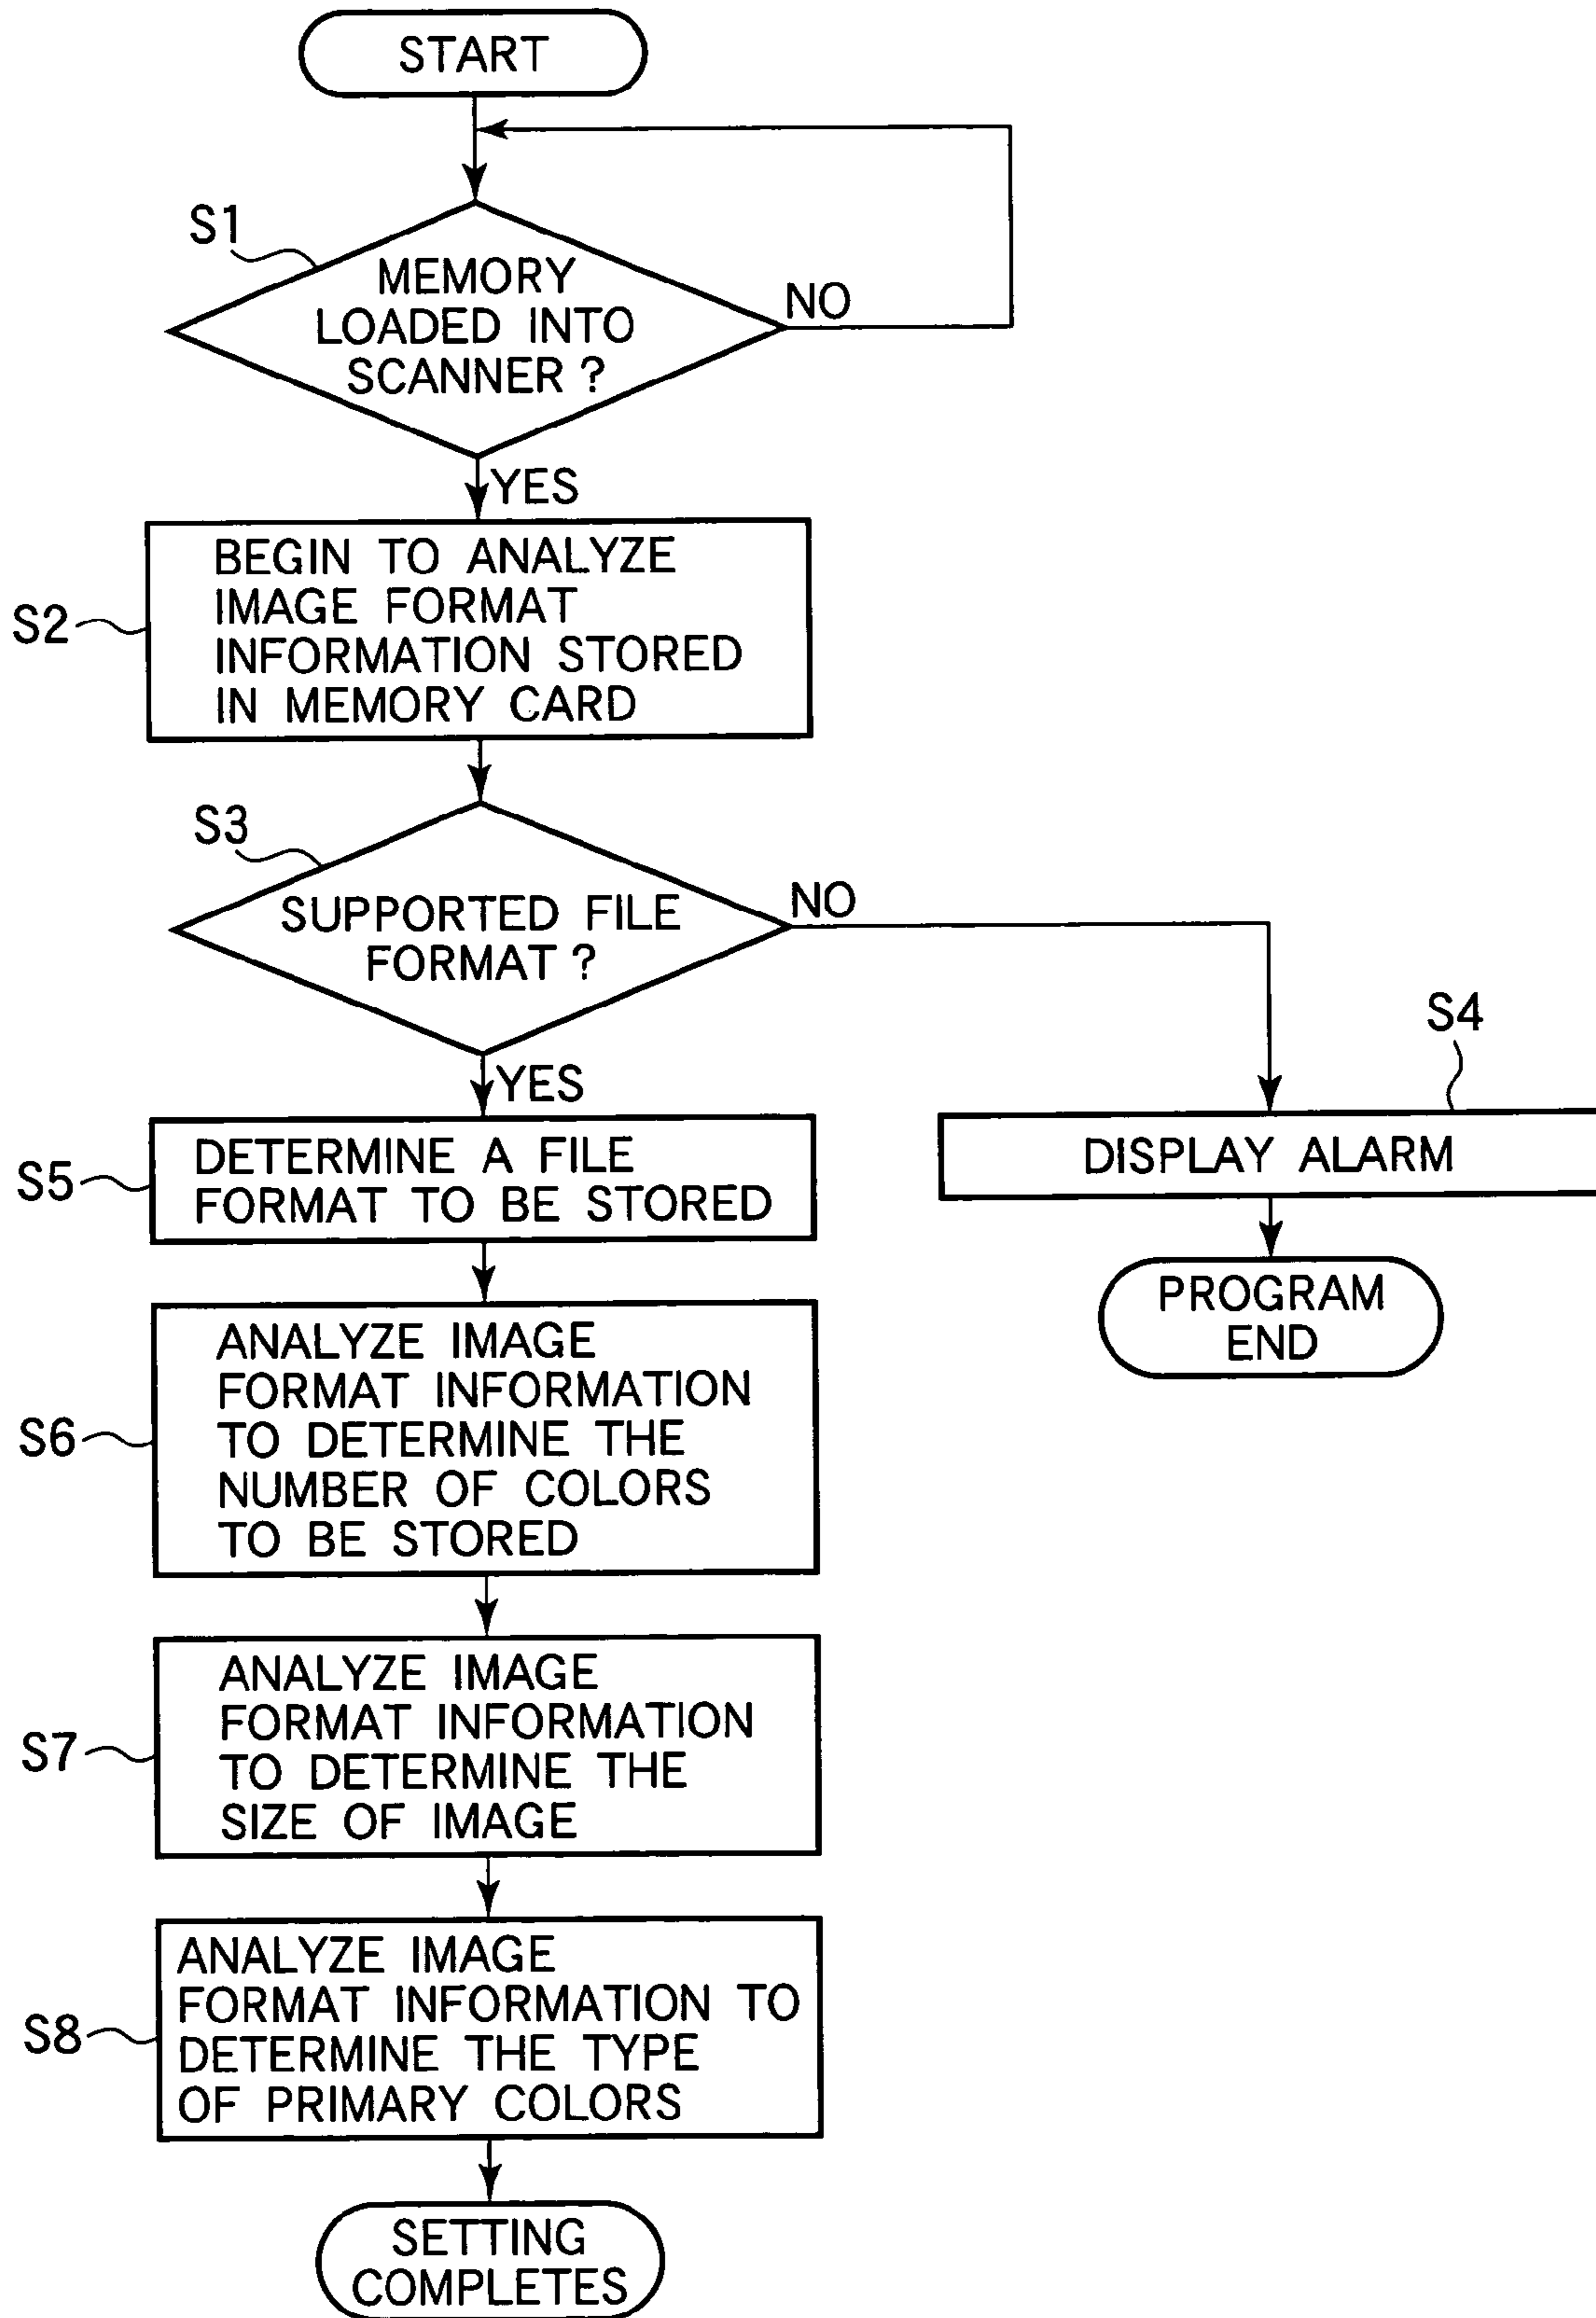 START
S1
MEMORY
LOADED INTO
SCANNER ?
NO
YES
S2
BEGIN TO ANALYZE
IMAGE FORMAT
INFORMATION STORED
IN MEMORY CARD
S3
SUPPORTED FILE
FORMAT ?
NO
YES
S4
DISPLAY ALARM
PROGRAM
END
S5
DETERMINE A FILE
FORMAT TO BE STORED
S6
ANALYZE IMAGE
FORMAT INFORMATION
TO DETERMINE THE
NUMBER OF COLORS
TO BE STORED
S7
ANALYZE IMAGE
FORMAT INFORMATION
TO DETERMINE THE
SIZE OF IMAGE
S8
ANALYZE IMAGE
FORMAT INFORMATION TO
DETERMINE THE TYPE
OF PRIMARY COLORS
SETTING
COMPLETES